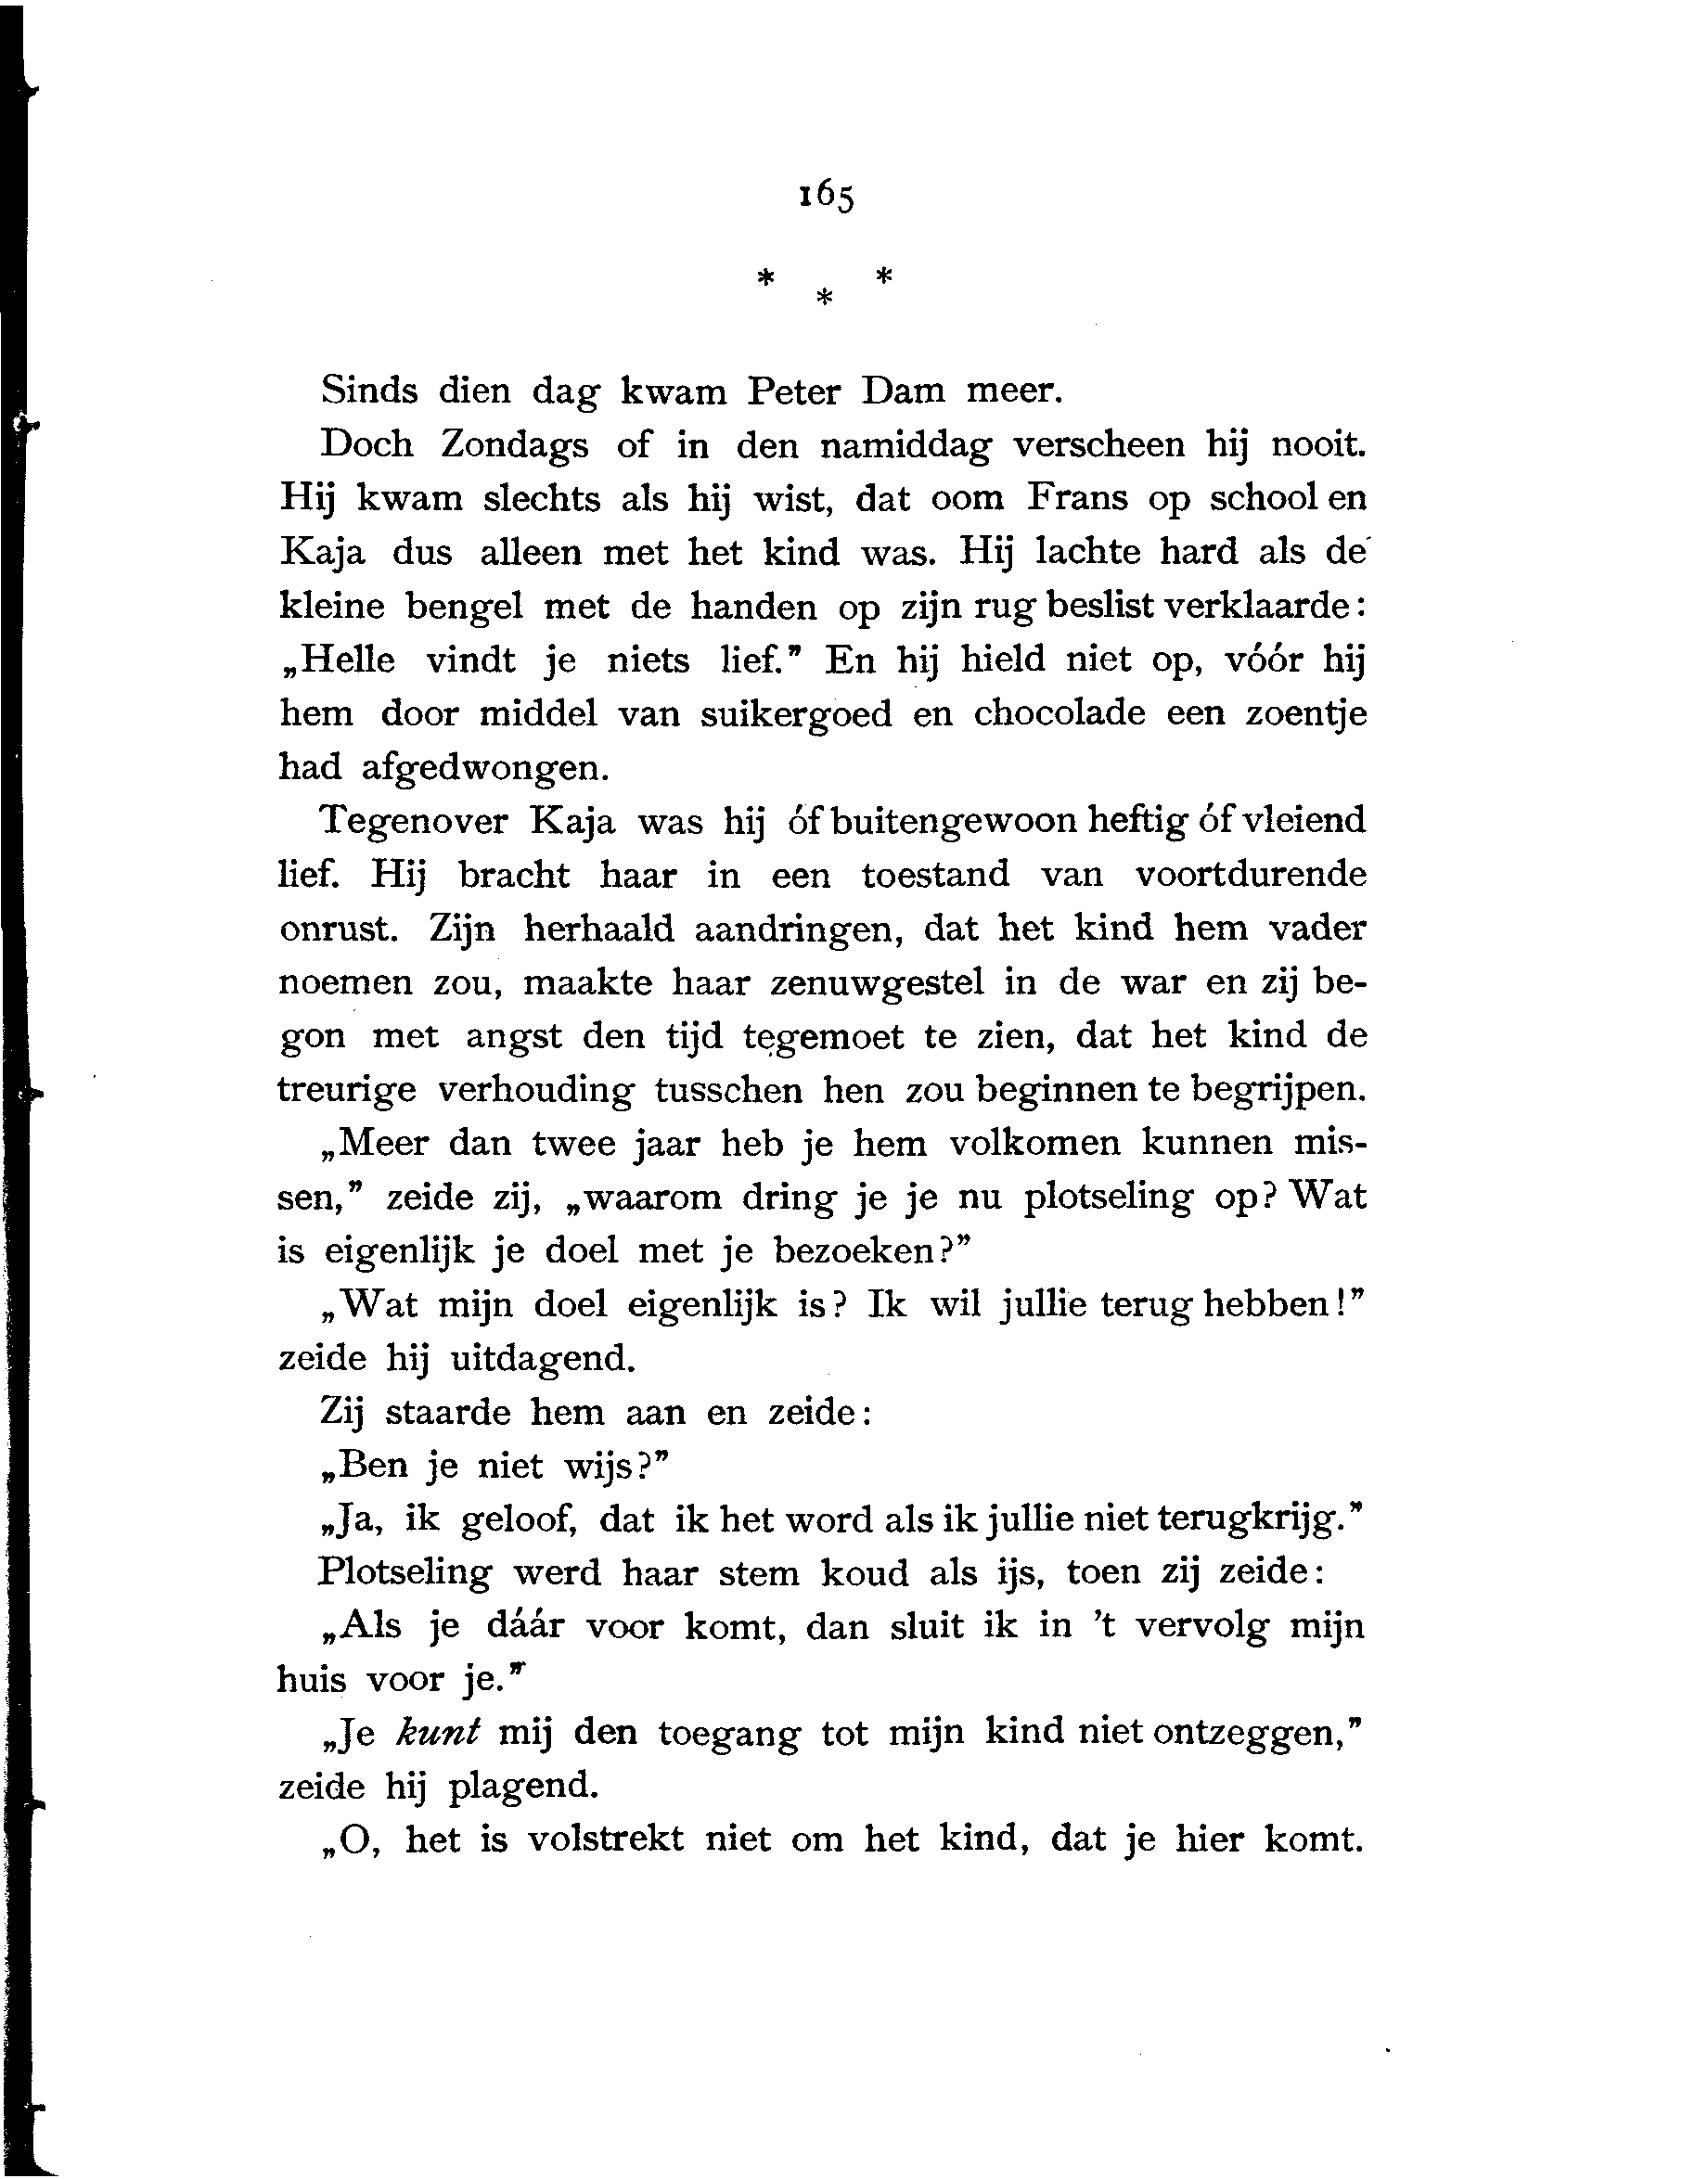 165
* * *
Sinds dien dag kwam Peter Dam meer.
Doch Zondags of in den namiddag verscheen hij nooit.
Hij kwam slechts als hij wist, dat oom Frans op school en
Kaja dus alleen met het kind was. Hij lachte hard als de
kleine bengel met de handen op zijn rug beslist verklaarde:
„Helle vindt je niets lief.” En hij hield niet op, vóór hij
hem door middel van suikergoed en chocolade een zoentje
had afgedwongen.
Tegenover Kaja was hij óf buitengewoon heftig óf vleiend
lief. Hij bracht haar in een toestand van voortdurende
onrust. Zijn herhaald aandringen, dat het kind hem vader
noemen zou, maakte haar zenuwgestel in de war en zij be-
gon met angst den tijd tegemoet te zien, dat het kind de
treurige verhouding tusschen hen zou beginnen te begrijpen.
„Meer dan twee jaar heb je hem volkomen kunnen mis-
sen,” zeide zij, „waarom dring je je nu plotseling op? Wat
is eigenlijk je doel met je bezoeken?”
„Wat mijn doel eigenlijk is? Ik wil jullie terug hebben!”
zeide hij uitdagend.
Zij staarde hem aan en zeide:
„Ben je niet wijs?”
„Ja, ik geloof, dat ik het word als ik jullie niet terugkrijg.”
Plotseling werd haar stem koud als ijs, toen zij zeide:
„Als je dáár voor komt, dan sluit ik in 't vervolg mijn
huis voor je.”
„Je kunt mij den toegang tot mijn kind niet ontzeggen,”
zeide hij plagend.
„O, het is volstrekt niet om het kind, dat je hier komt.